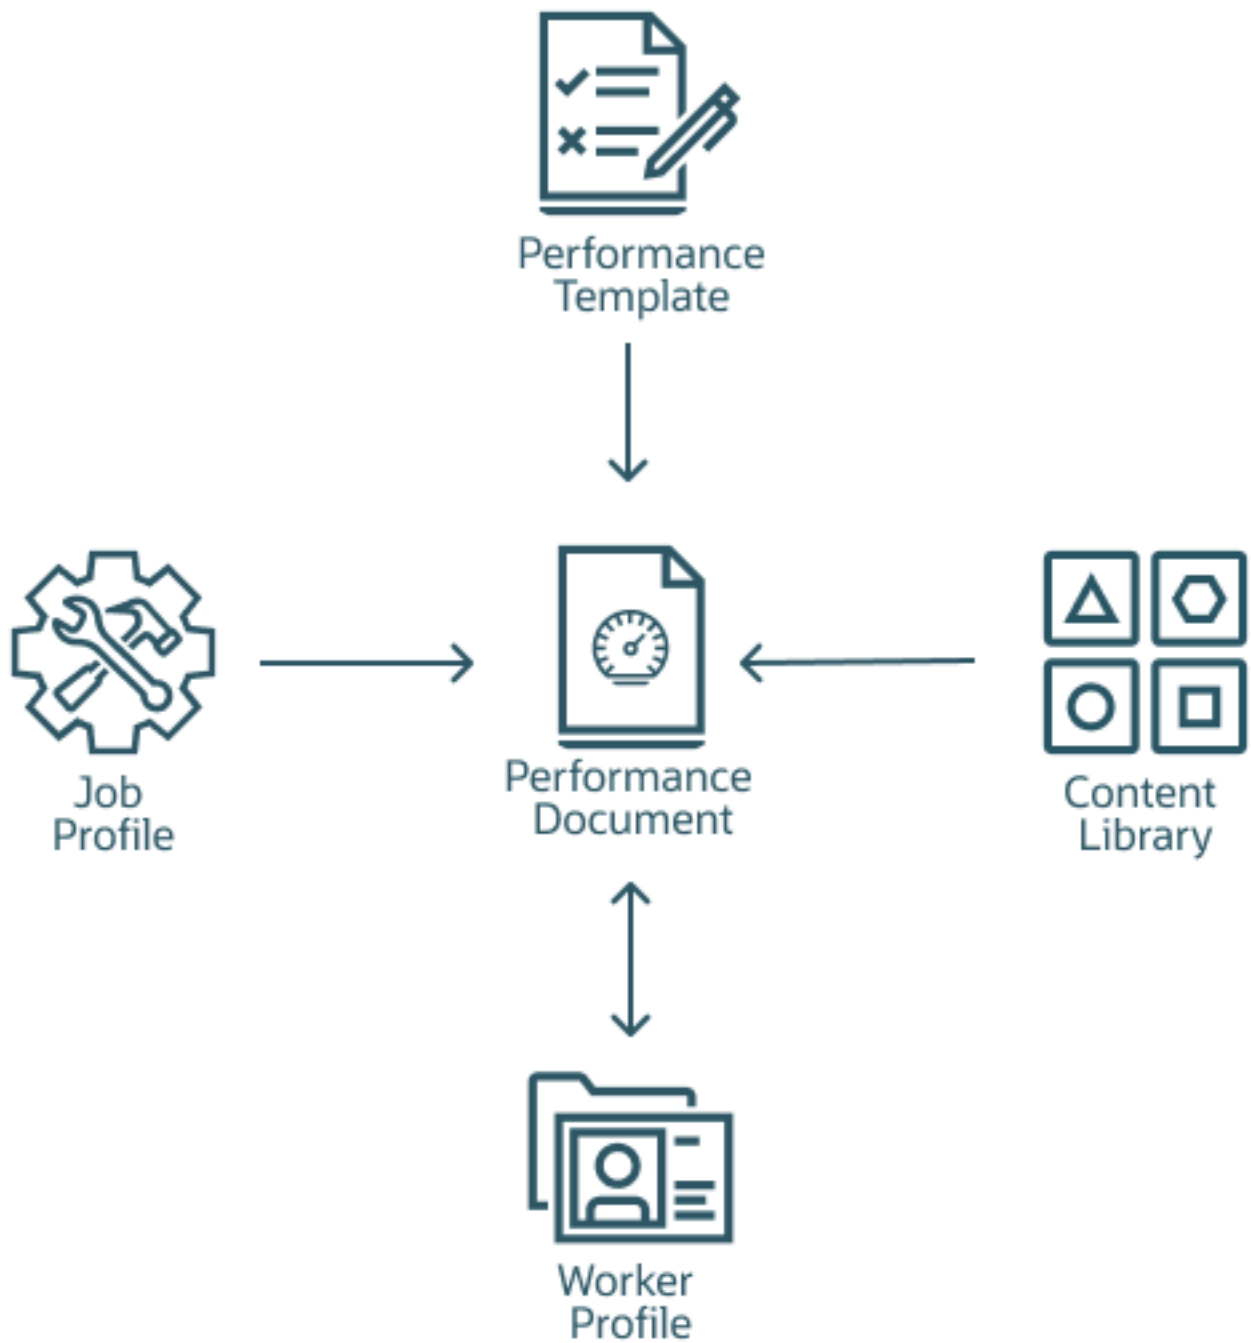 Performance
Template
Job
Profile
Performance
Document
Content
Library
Worker
Profile